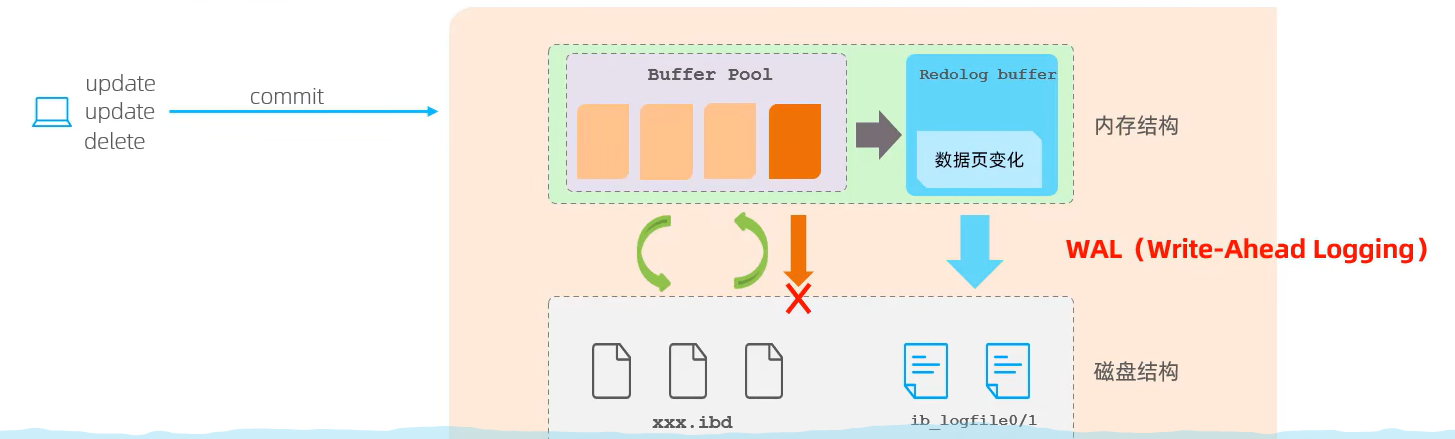 update
update
delete
commit
Buffer Pool
Redolog buffer
数据页变化
内存结构
WAL（Write-Ahead Logging）
磁盘结构
xxx.ibd
ib_logfile0/1